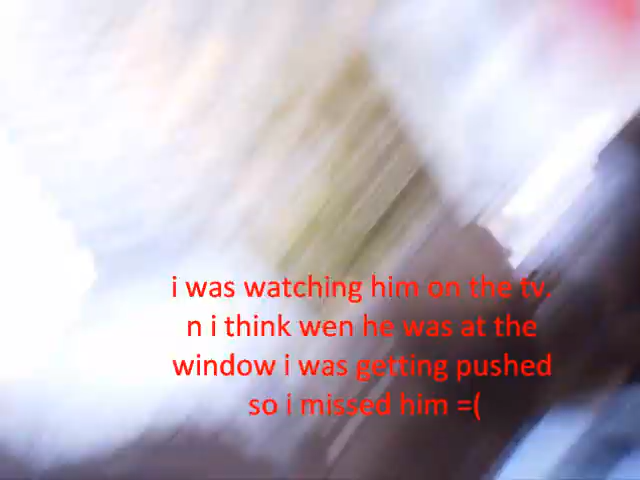 i was watching him on the tv.
n i think wen he was at the
window i was getting pushed
so i missed him =(